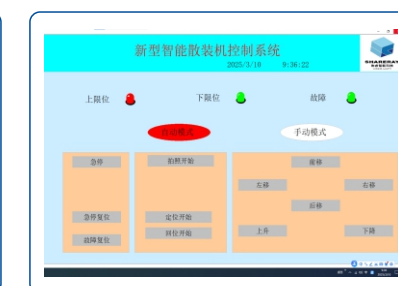 新型智能散装机控制系统
2025/3/18 9:36:22
SHARERAY
上限位 下限位 故障
自动模式 手动模式
急停 拍照开始 前移
左移 右移
后移
急停复位 定位开始
上升 下降
故障复位 回位开始